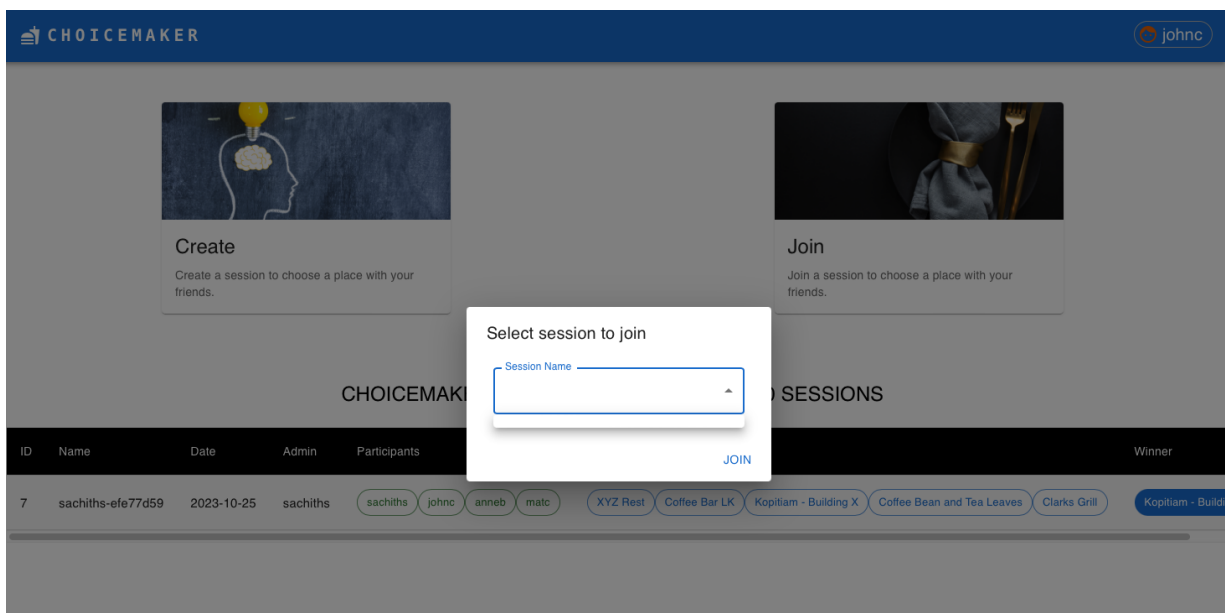 CHOICEMAKER
johnc
Create
Create a session to choose a place with your
friends.
Join
Join a session to choose a place with your
friends.
Select session to join
Session Name
JOIN
CHOICEMAK SESSIONS
ID Name Date Admin Participants Winner
7 sachiths-efe77d59 2023-10-25 sachiths sachiths johnc anneb matc XYZ Rest Coffee Bar LK Kopitiam - Building X Coffee Bean and Tea Leaves Clarks Grill Kopitiam - Build